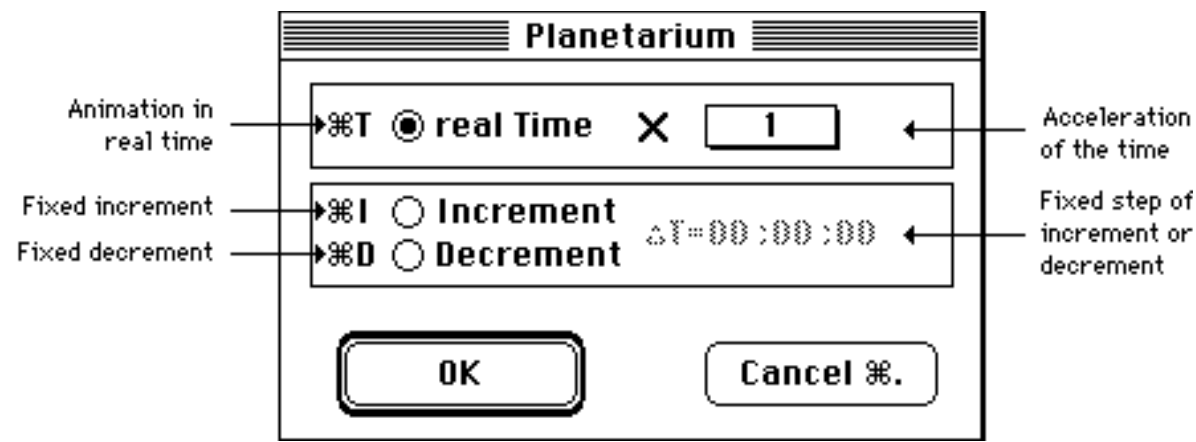 Planetarium
Animation in
real time
⌘T real Time X 1
Acceleration
of the time
Fixed increment
⌘I Increment
Fixed decrement
⌘D Decrement
ΔT=00:00:00
Fixed step of
increment or
decrement
OK
Cancel ⌘.